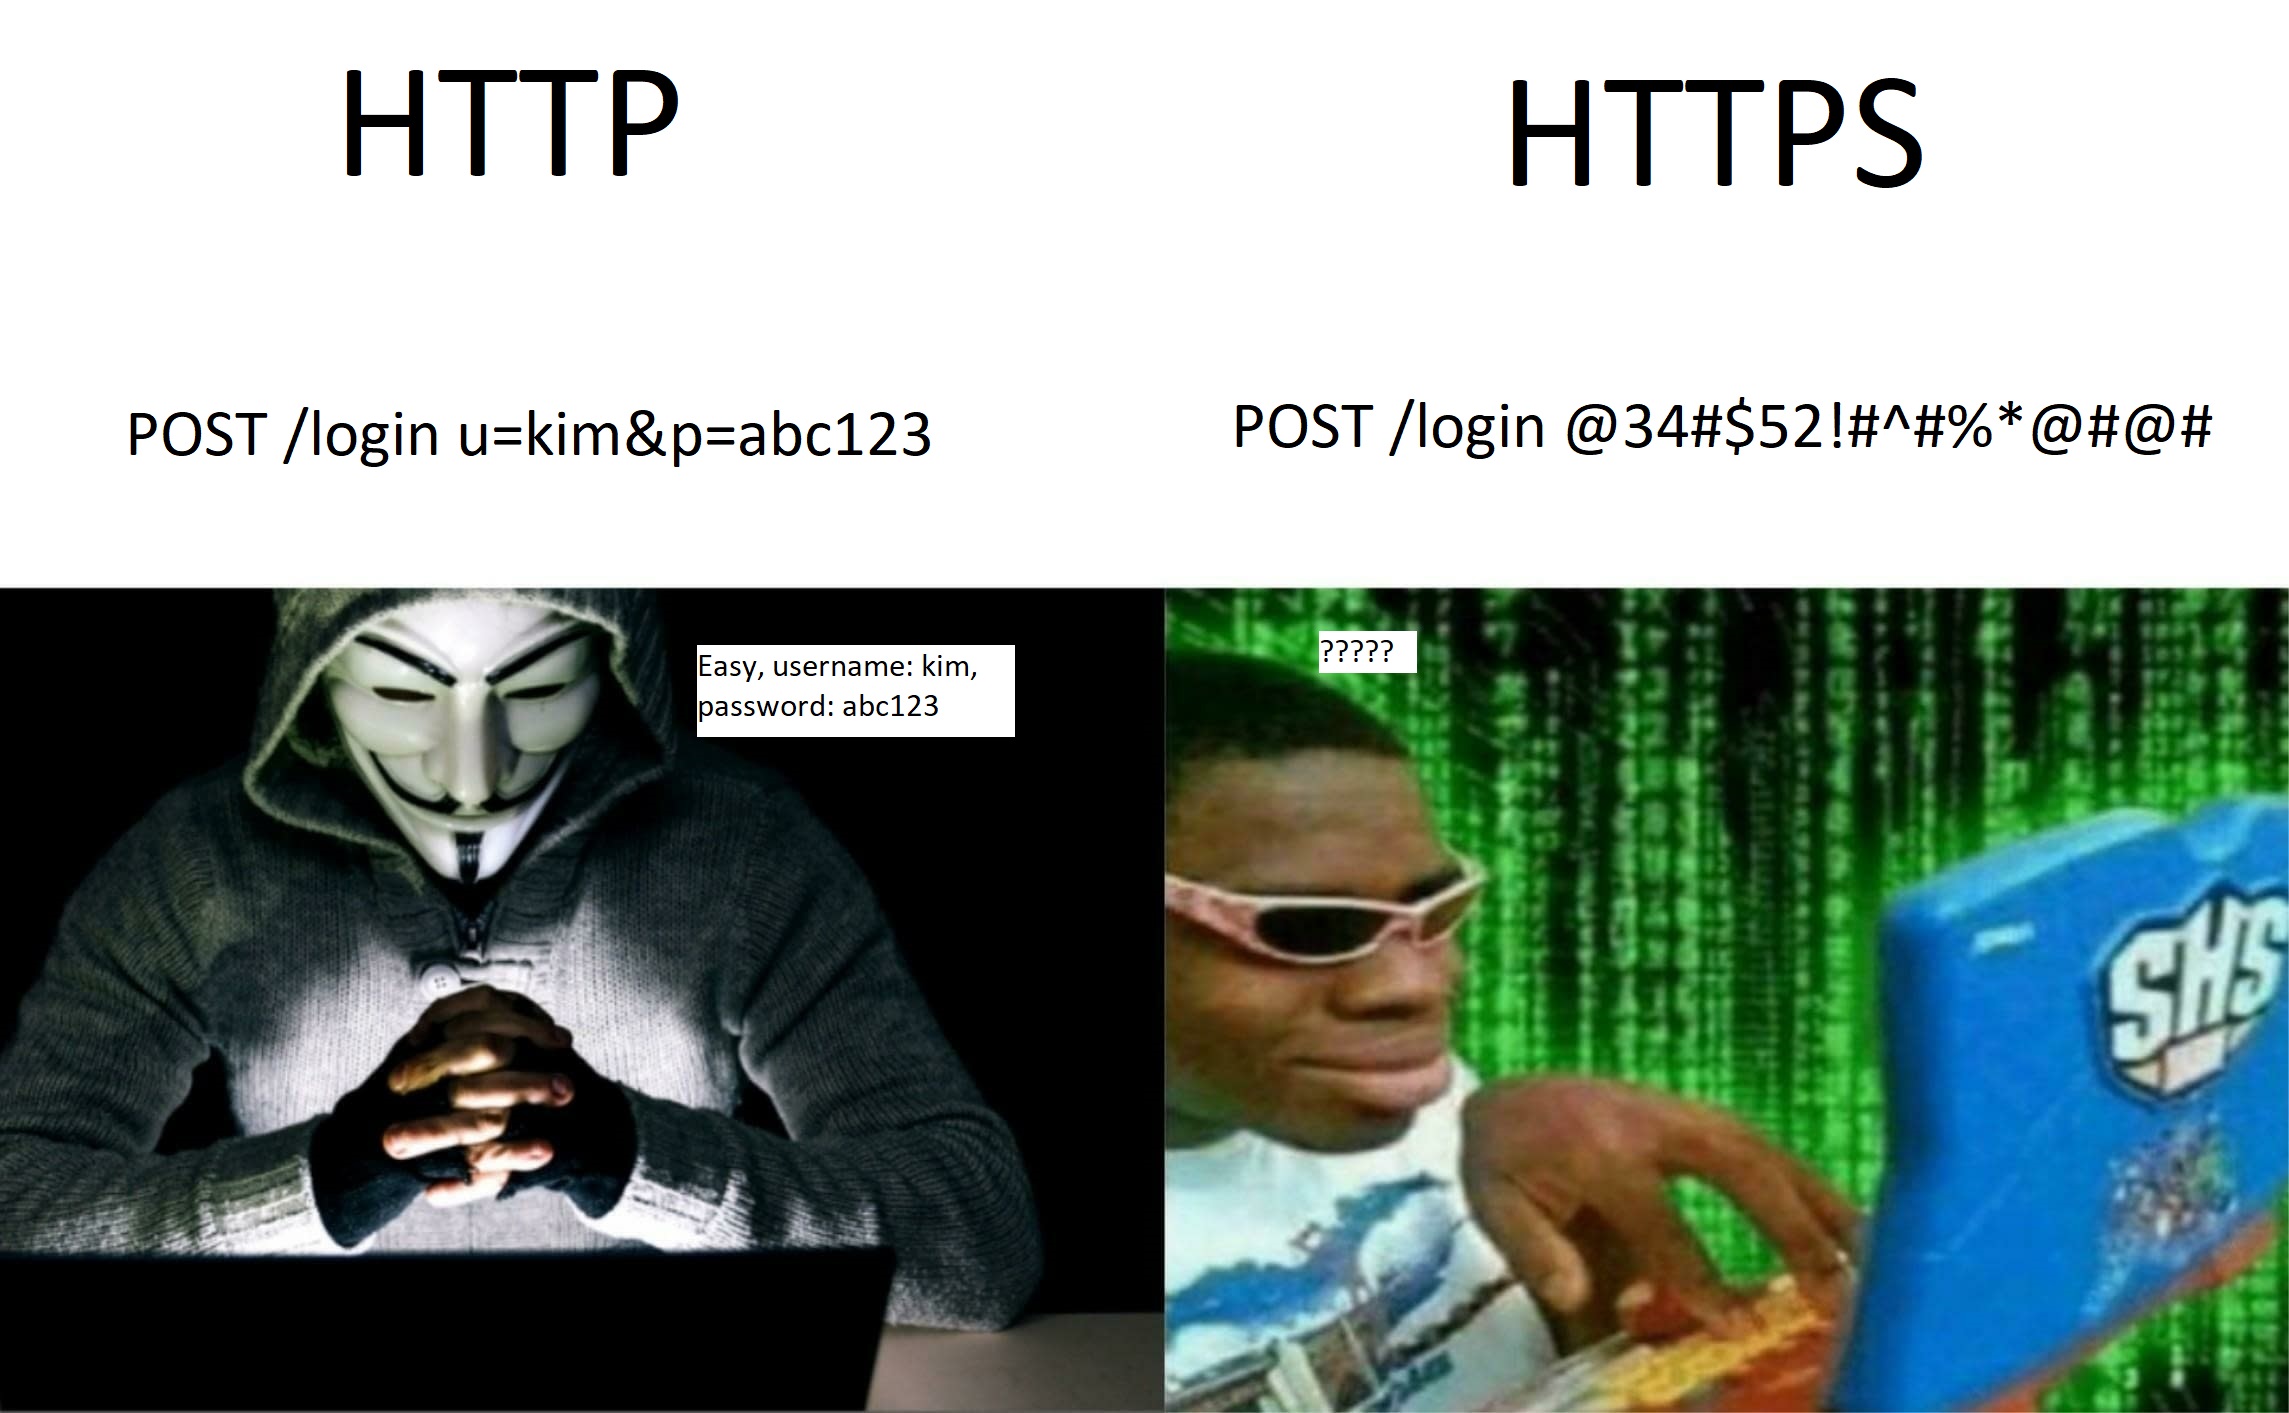 HTTP
HTTPS
POST /login u=kim&p=abc123
POST /login @34#$52!#^#%*@#@#
Easy, username: kim,
password: abc123
?????
SHS